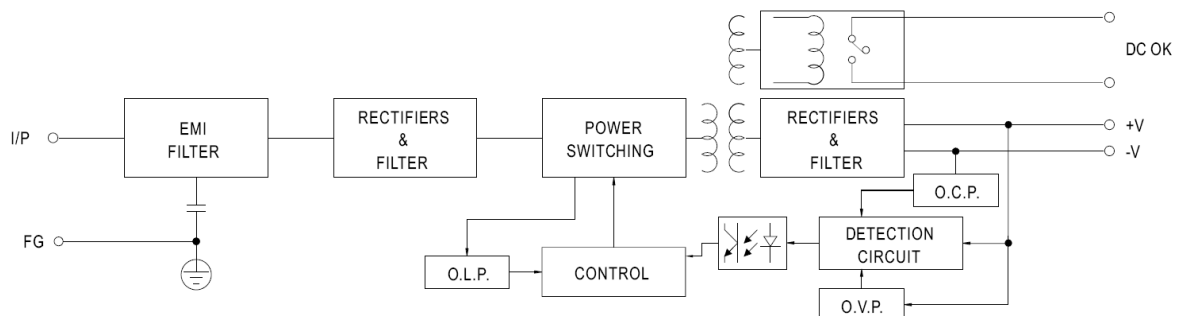 DC OK
I/P
EMI
FILTER
RECTIFIERS
&
FILTER
POWER
SWITCHING
RECTIFIERS
&
FILTER
+V
-V
O.C.P.
FG
O.L.P.
CONTROL
DETECTION
CIRCUIT
O.V.P.